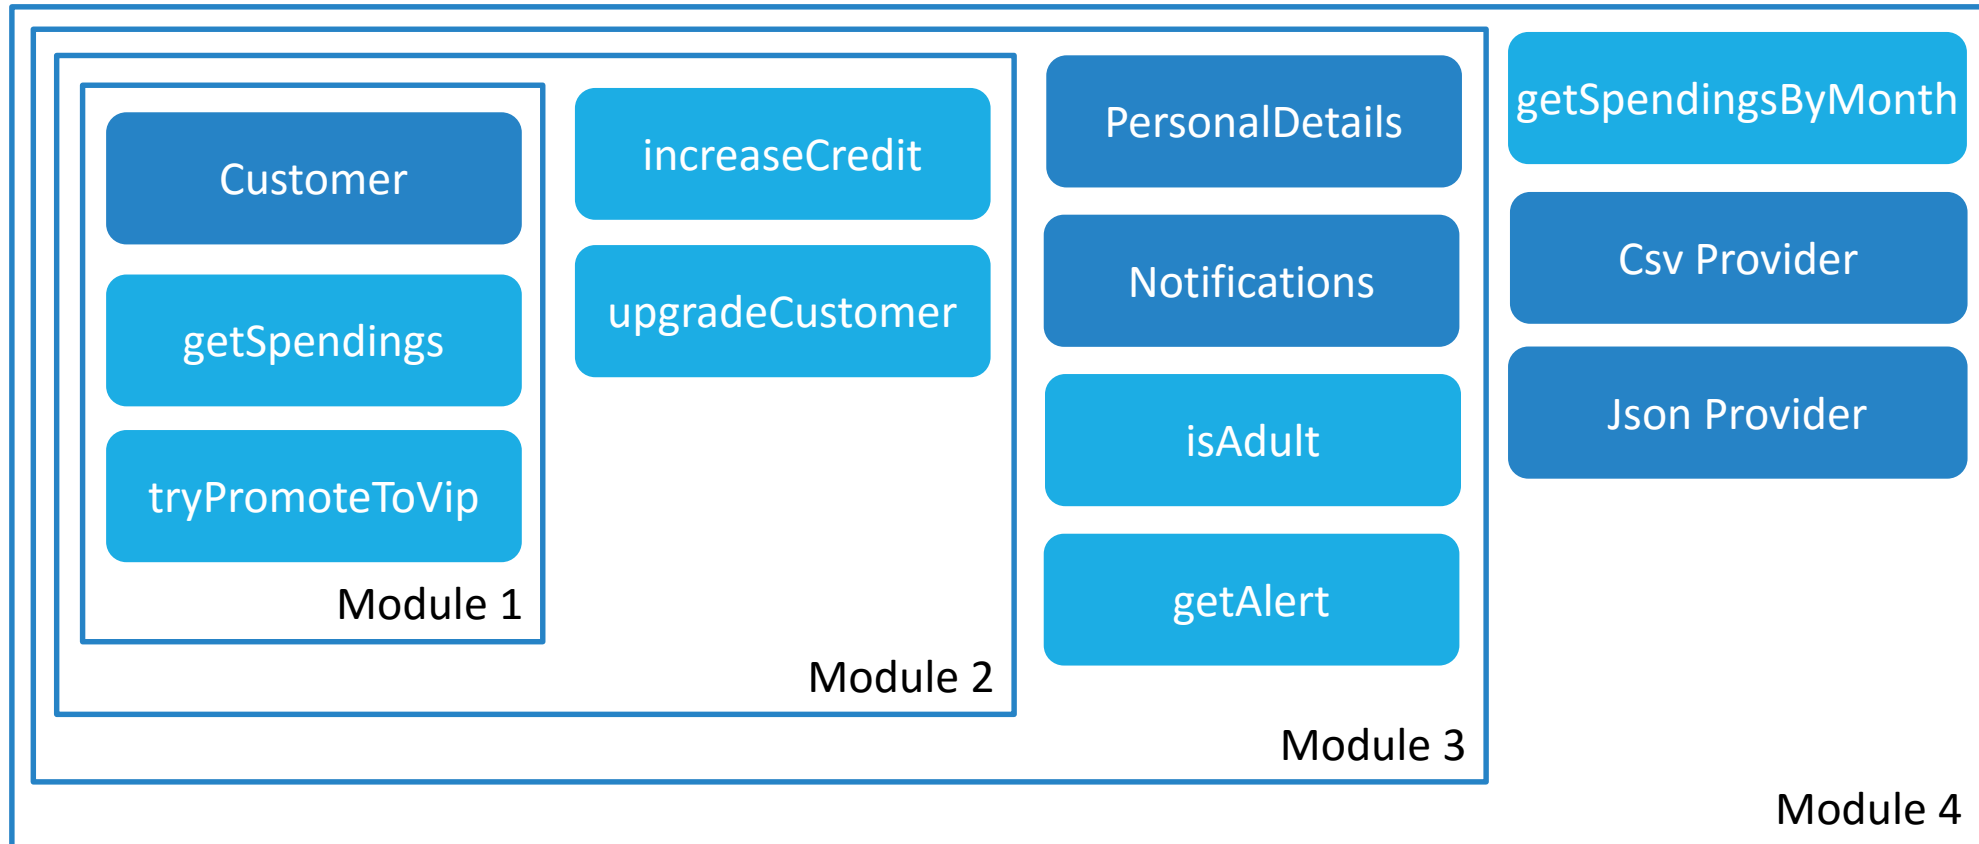 Customer
getSpendings
tryPromoteToVip
Module 1
increaseCredit
upgradeCustomer
Module 2
PersonalDetails
Notifications
isAdult
getAlert
Module 3
getSpendingsByMonth
Csv Provider
Json Provider
Module 4